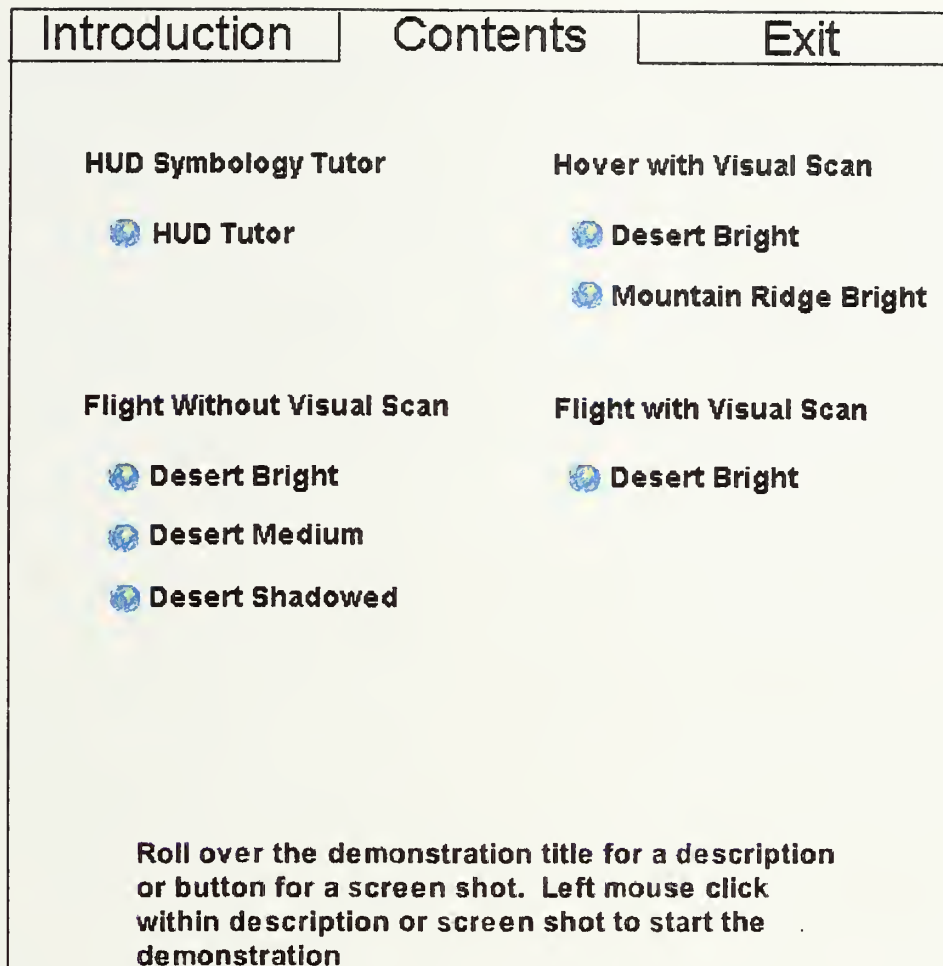 Introduction
Contents
Exit
HUD Symbology Tutor
HUD Tutor
Hover with Visual Scan
Desert Bright
Mountain Ridge Bright
Flight Without Visual Scan
Desert Bright
Desert Medium
Desert Shadowed
Flight with Visual Scan
Desert Bright
Roll over the demonstration title for a description
or button for a screen shot. Left mouse click
within description or screen shot to start the
demonstration